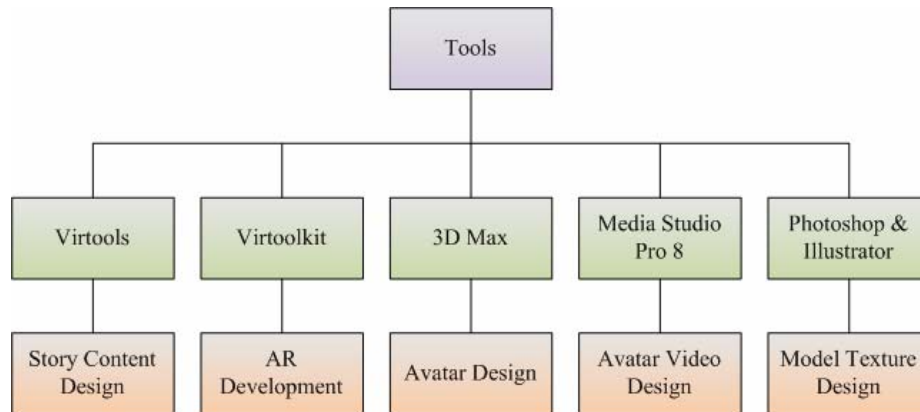 Tools
Virtools
Virtoolkit
3D Max
Media Studio
Pro 8
Photoshop &
Illustrator
Story Content
Design
AR
Development
Avatar Design
Avatar Video
Design
Model Texture
Design